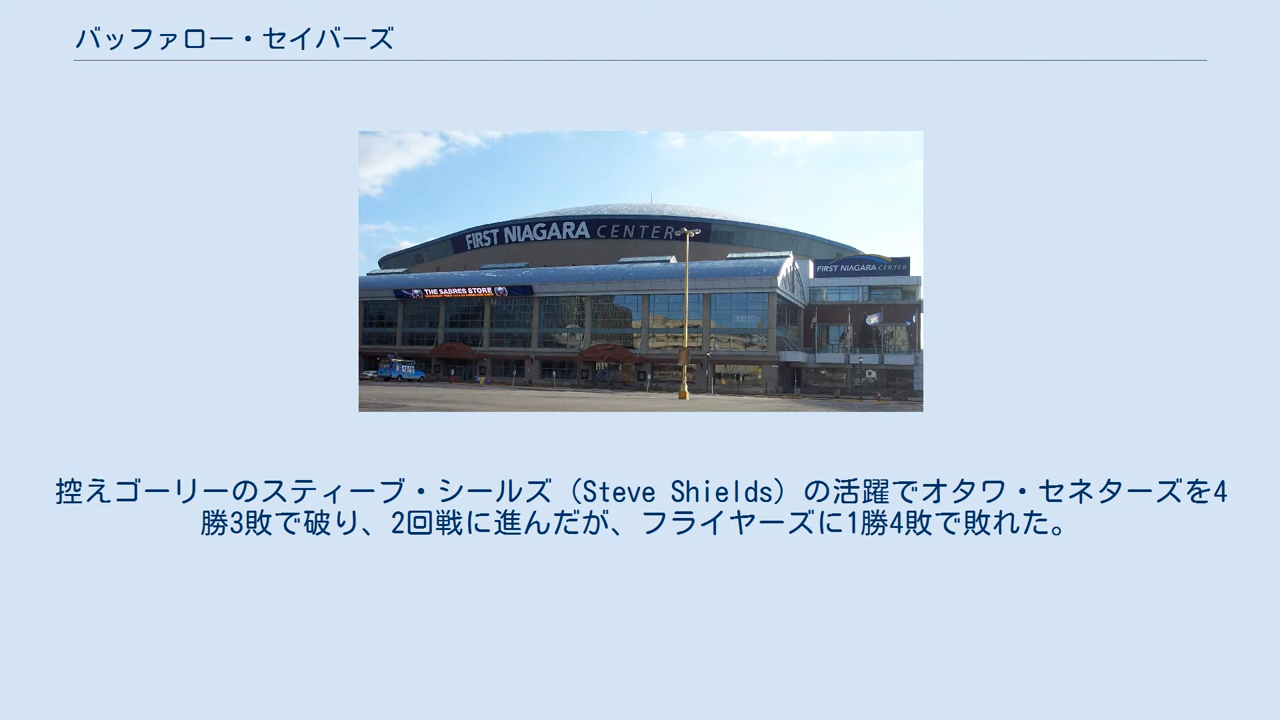 バッファロー・セイバーズ
FIRST NIAGARA CENTER
FIRST NIAGARA CENTER
THE SABRES STORE
控えゴーリーのスティーブ・シールズ（Steve Shields）の活躍でオタワ・セネターズを4
勝3敗で破り、2回戦に進んだが、フライヤーズに1勝4敗で敗れた。